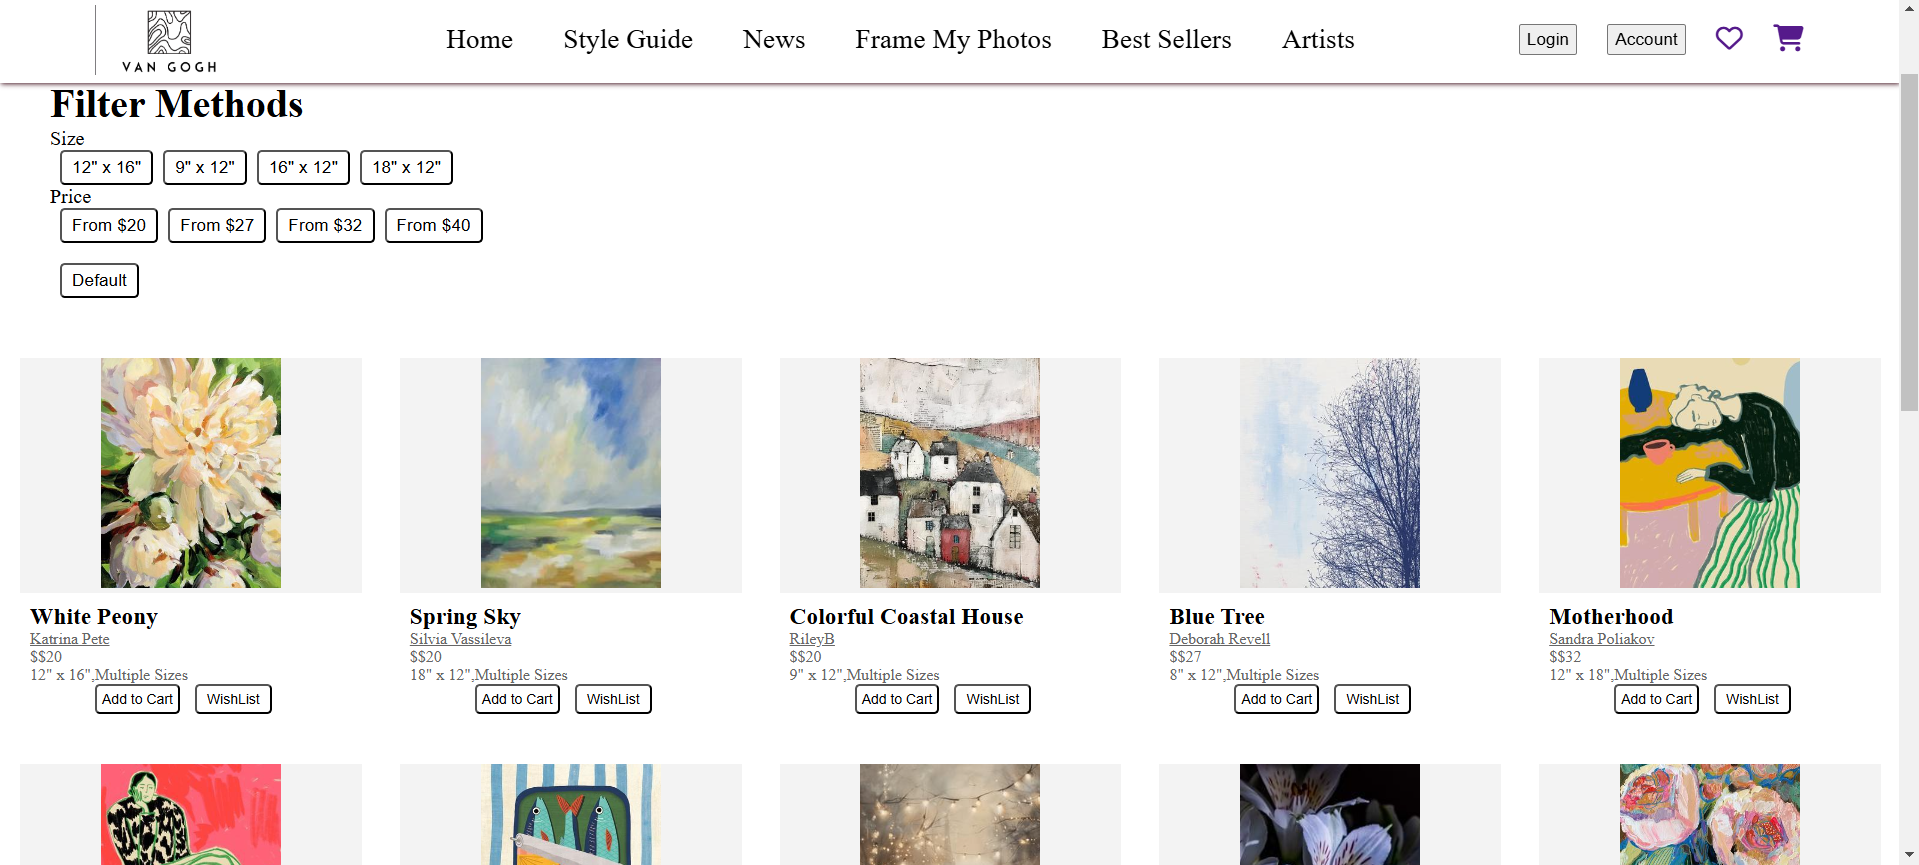 VAN GOGH
Home Style Guide News Frame My Photos Best Sellers Artists Login Account
Filter Methods
Size
12" x 16" 9" x 12" 16" x 12" 18" x 12"
Price
From $20 From $27 From $32 From $40
Default
White Peony
Katrina Pete
$$20
12" x 16",Multiple Sizes
Add to Cart WishList
Spring Sky
Silvia Vassileva
$$20
18" x 12",Multiple Sizes
Add to Cart WishList
Colorful Coastal House
RileyB
$$20
9" x 12",Multiple Sizes
Add to Cart WishList
Blue Tree
Deborah Revell
$$27
8" x 12",Multiple Sizes
Add to Cart WishList
Motherhood
Sandra Poliakov
$$32
12" x 18",Multiple Sizes
Add to Cart WishList